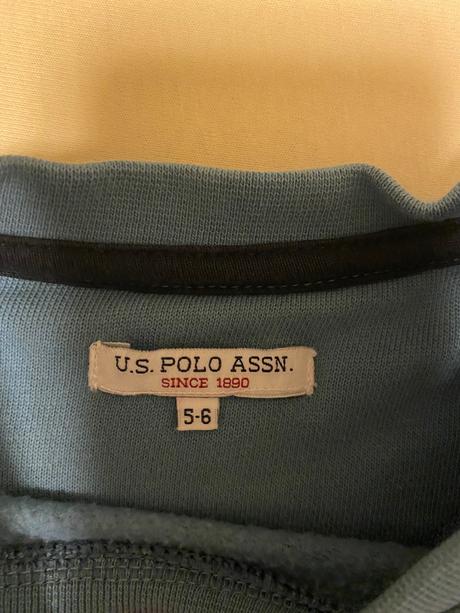 U.S. POLO ASSN.
SINCE 1890
5-6